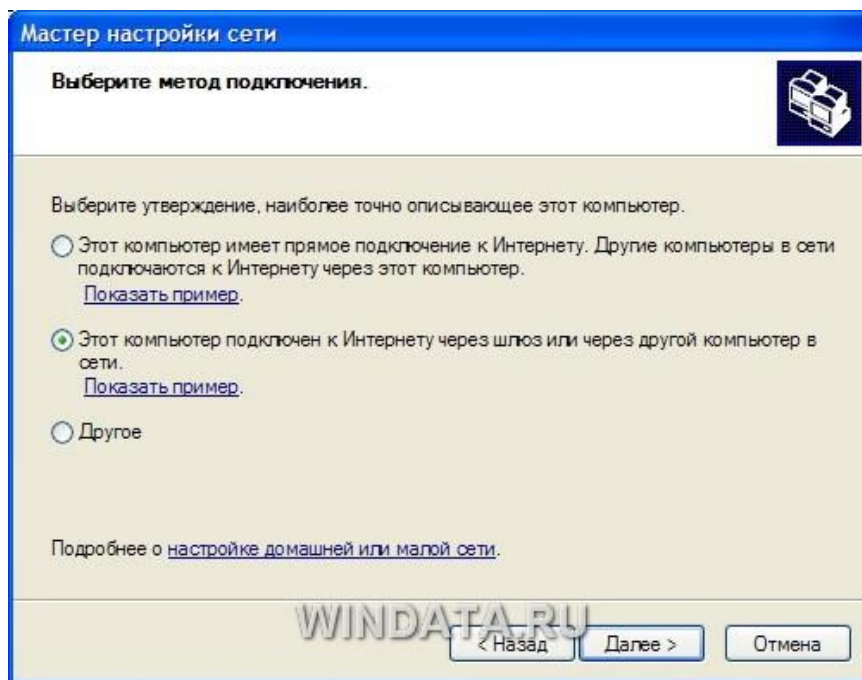 Мастер настройки сети
Выберите метод подключения.
Выберите утверждение, наиболее точно описывающее этот компьютер.
Этот компьютер имеет прямое подключение к Интернету. Другие компьютеры в сети
подключаются к Интернету через этот компьютер.
Показать пример.
Этот компьютер подключен к Интернету через шлюз или через другой компьютер в
сети.
Показать пример.
Другое
Подробнее о настройке домашней или малой сети.
WINDATA.RU
< Назад
Далее >
Отмена